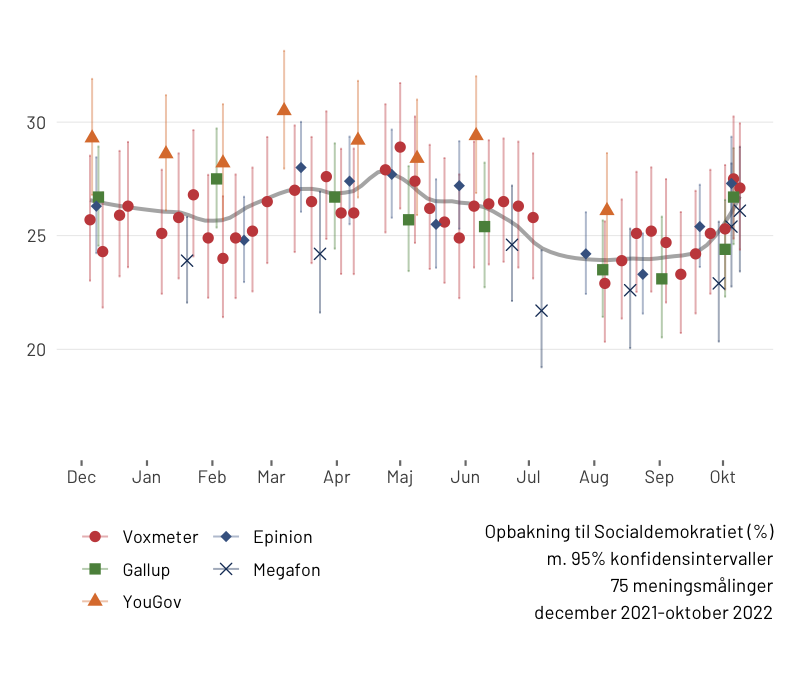 30
25
20
Dec Jan Feb Mar Apr Maj Jun Jul Aug Sep Okt
Voxmeter Epinion
Gallup Megafon
YouGov
Opbakning til Socialdemokratiet (%)
m. 95% konfidensintervaller
75 meningsmålinger
december 2021-oktober 2022